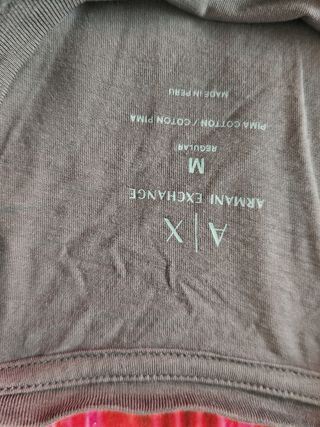 A|X
ARMANI EXCHANGE
M
REGULAR
PIMA COTTON / COTON PIMA
MADE IN PERU